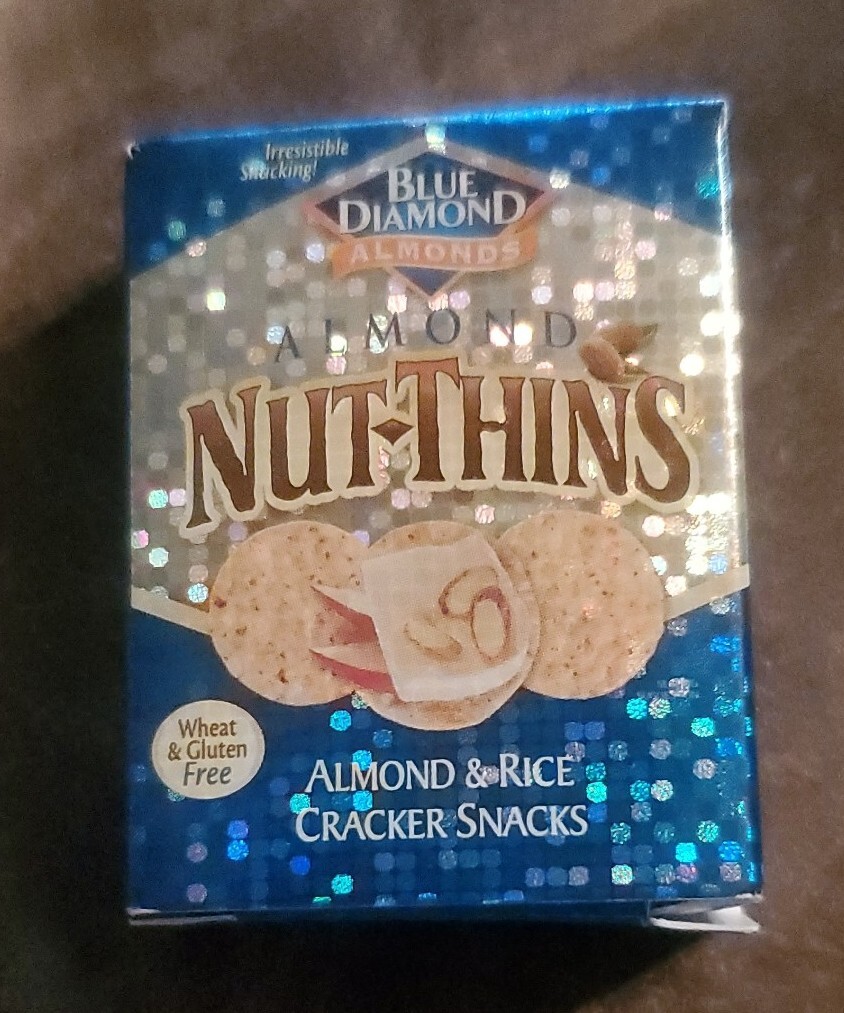 Irresistible
Snacking!
BLUE
DIAMOND
ALMONDS
ALMOND
NUT-THINS
Wheat
& Gluten
Free
ALMOND & RICE
CRACKER SNACKS